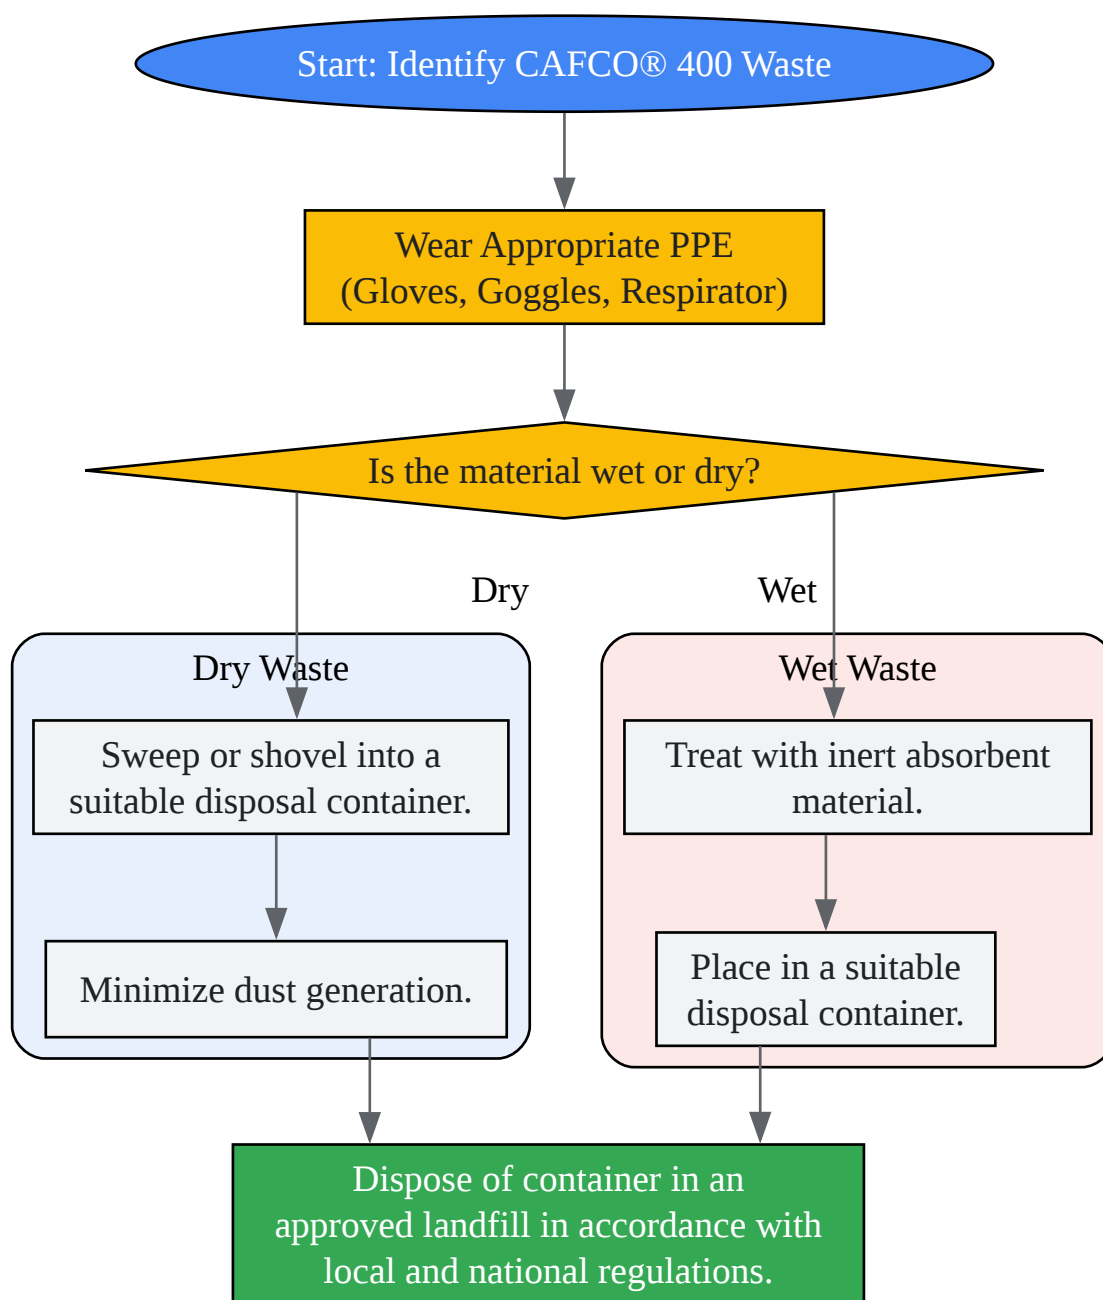 Start: Identify CAFCO® 400 Waste
Wear Appropriate PPE
(Gloves, Goggles, Respirator)
Is the material wet or dry?
Dry
Wet
Dry Waste
Sweep or shovel into a
suitable disposal container.
Minimize dust generation.
Wet Waste
Treat with inert absorbent
material.
Place in a suitable
disposal container.
Dispose of container in an
approved landfill in accordance with
local and national regulations.